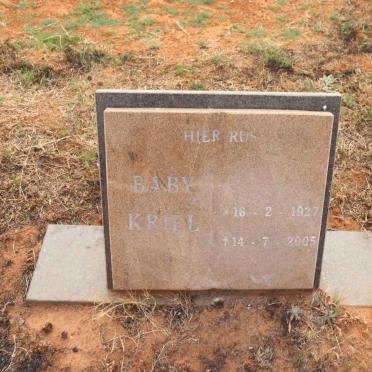 HIER RUS
BABY
KRIEL
* 16 - 2 - 1927
† 14 - 7 - 2005